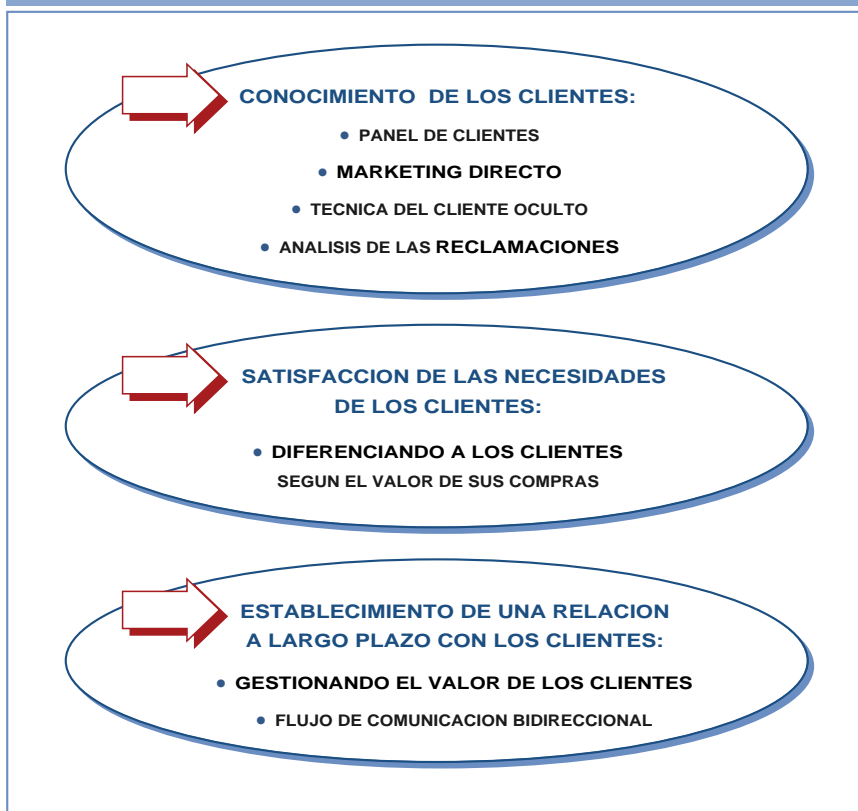 CONOCIMIENTO DE LOS CLIENTES:
• PANEL DE CLIENTES
• MARKETING DIRECTO
• TECNICA DEL CLIENTE OCULTO
• ANALISIS DE LAS RECLAMACIONES
SATISFACCION DE LAS NECESIDADES
DE LOS CLIENTES:
• DIFERENCIANDO A LOS CLIENTES
SEGUN EL VALOR DE SUS COMPRAS
ESTABLECIMIENTO DE UNA RELACION
A LARGO PLAZO CON LOS CLIENTES:
• GESTIONANDO EL VALOR DE LOS CLIENTES
• FLUJO DE COMUNICACION BIDIRECCIONAL